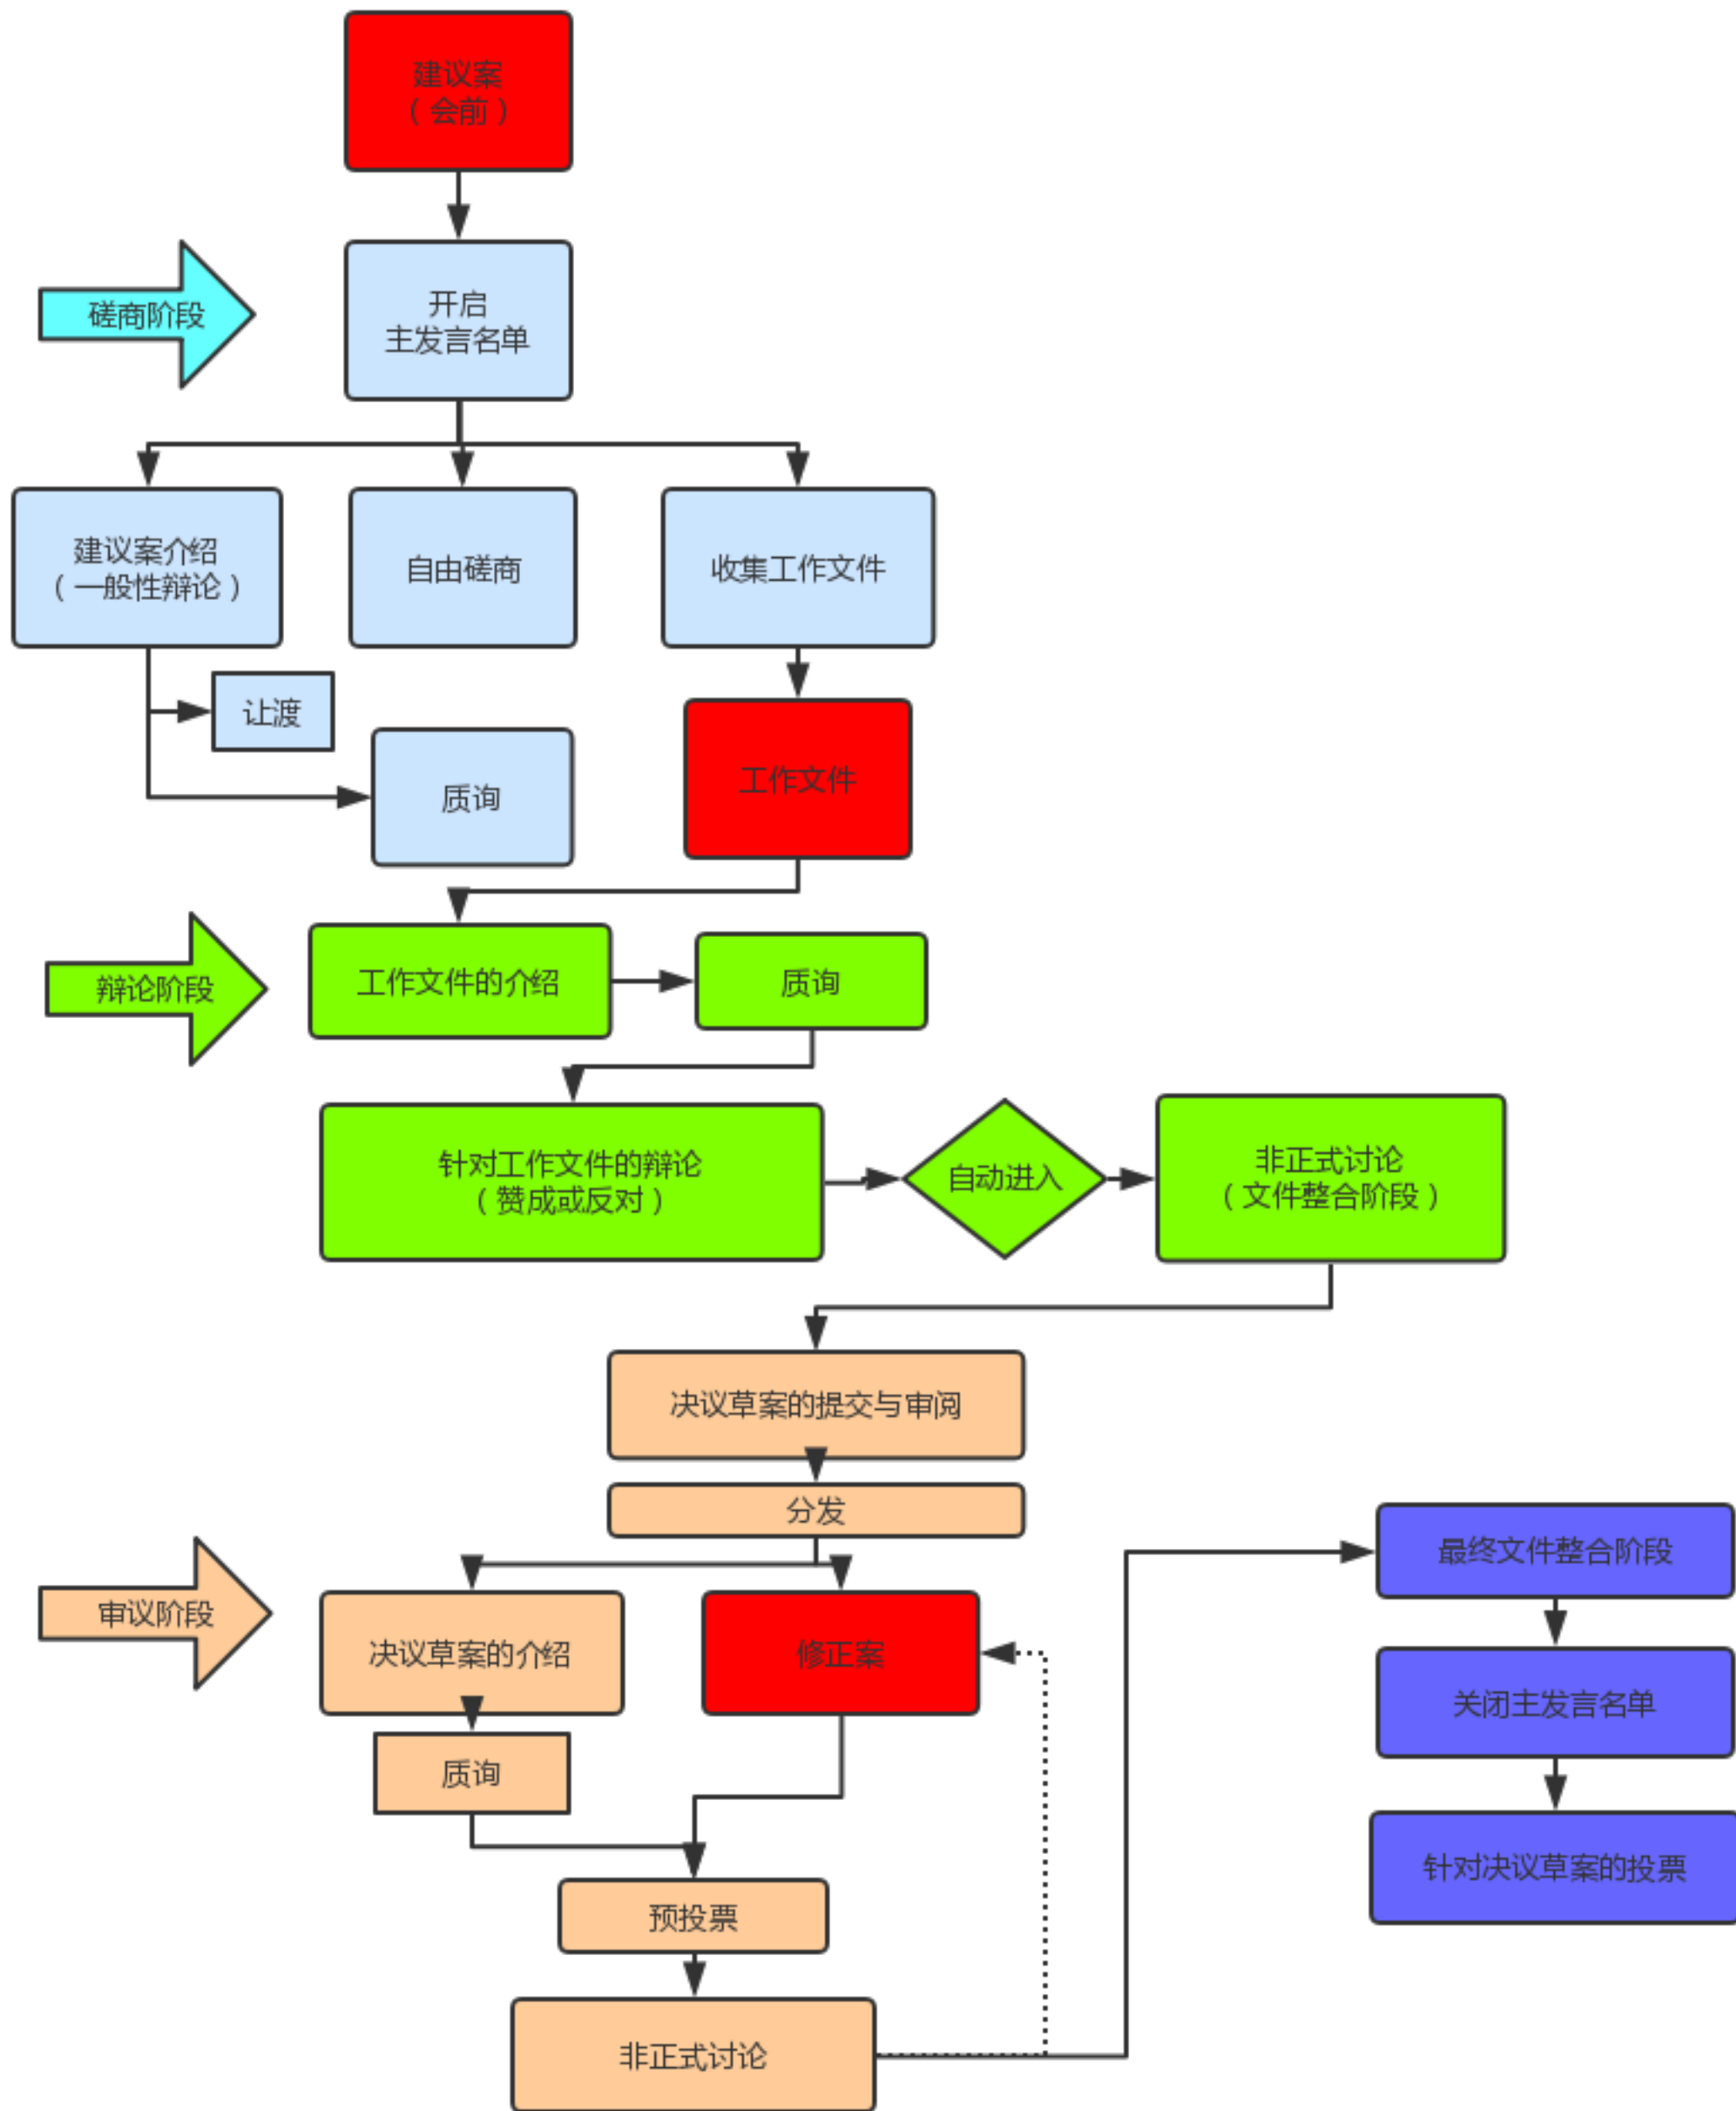 建议案
（会前）
磋商阶段
开启
主发言名单
建议案介绍
（一般性辩论）
自由磋商
收集工作文件
让渡
质询
工作文件
辩论阶段
工作文件的介绍
质询
针对工作文件的辩论
（赞成或反对）
自动进入
非正式讨论
（文件整合阶段）
决议草案的提交与审阅
分发
审议阶段
决议草案的介绍
修正案
质询
预投票
非正式讨论
最终文件整合阶段
关闭主发言名单
针对决议草案的投票